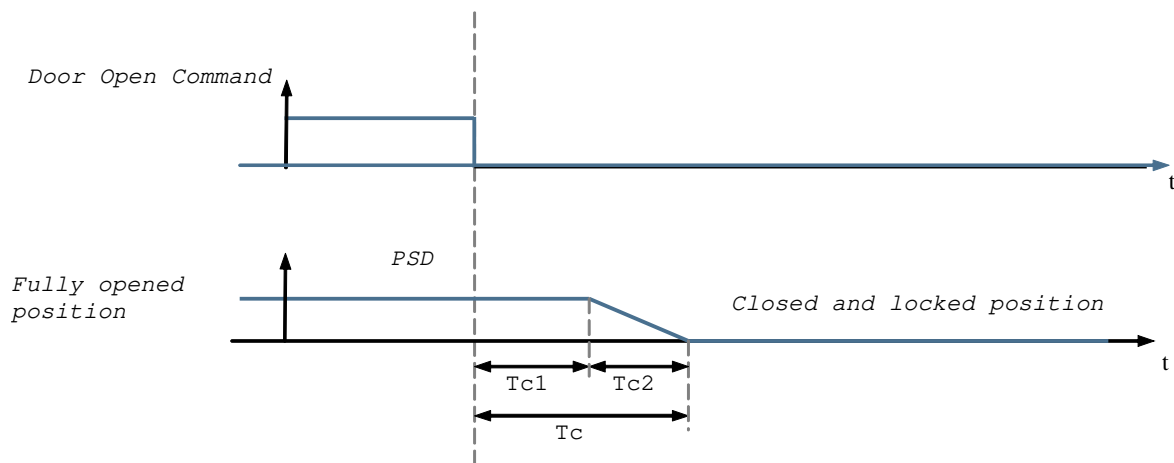 Door Open Command
t
PSD
Fully opened
position
Closed and locked position
t
Tc1
Tc2
Tc